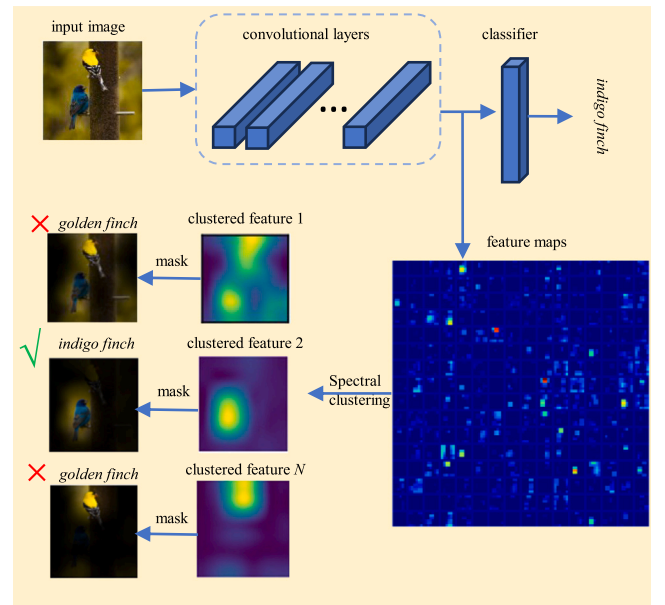 input image
convolutional layers
classifier
...
indigo finch
feature maps
golden finch
clustered feature 1
mask
indigo finch
clustered feature 2
mask
Spectral
clustering
golden finch
clustered feature N
mask